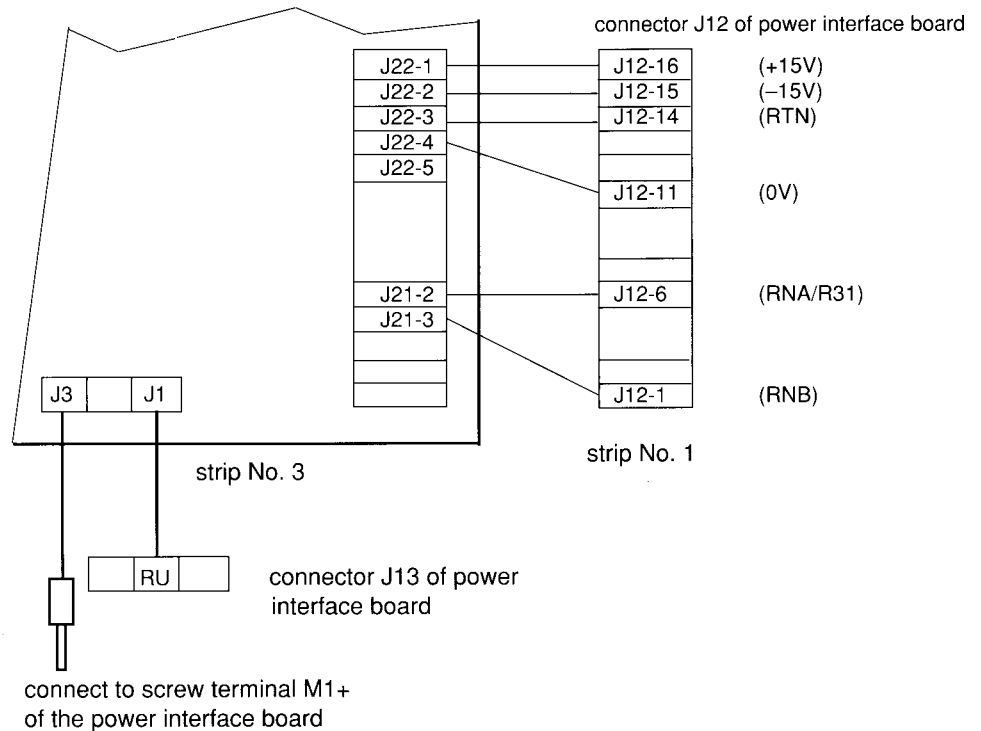 connector J12 of power interface board
J22-1 J12-16 (+15V)
J22-2 J12-15 (–15V)
J22-3 J12-14 (RTN)
J22-4
J22-5
J12-11 (0V)
J21-2 J12-6 (RNA/R31)
J21-3
J3 J1
J12-1 (RNB)
strip No. 3
strip No. 1
RU
connector J13 of power
interface board
connect to screw terminal M1+
of the power interface board